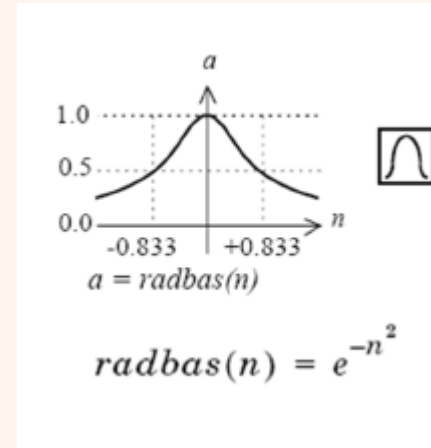 a
1.0
0.5
0.0
n
-0.833 +0.833
a = radbas(n)
radbas(n) = e^{-n^2}